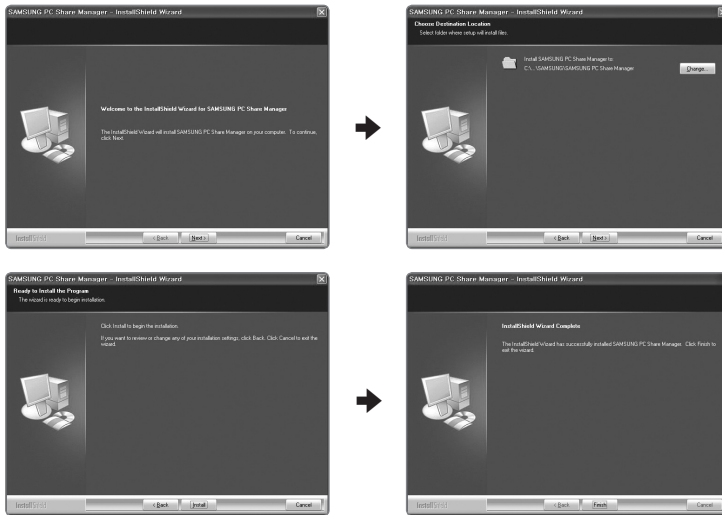 SAMSUNG PC Share Manager - InstallShield Wizard
Welcome to the InstallShield Wizard for SAMSUNG PC Share Manager
The InstallShield Wizard will install SAMSUNG PC Share Manager on your computer. To continue,
click Next.
InstallShield
< Back
Next >
Cancel
SAMSUNG PC Share Manager - InstallShield Wizard
Choose Destination Location
Select folder where setup will install files.
Install SAMSUNG PC Share Manager to:
C:\...\SAMSUNG\SAMSUNG PC Share Manager
Change...
InstallShield
< Back
Next >
Cancel
SAMSUNG PC Share Manager - InstallShield Wizard
Ready to Install the Program
The wizard is ready to begin installation.
Click Install to begin the installation.
If you want to review or change any of your installation settings, click Back. Click Cancel to exit the
wizard.
InstallShield
< Back
Install
Cancel
SAMSUNG PC Share Manager - InstallShield Wizard
InstallShield Wizard Complete
The InstallShield Wizard has successfully installed SAMSUNG PC Share Manager. Click Finish to
exit the wizard.
InstallShield
< Back
Finish
Cancel